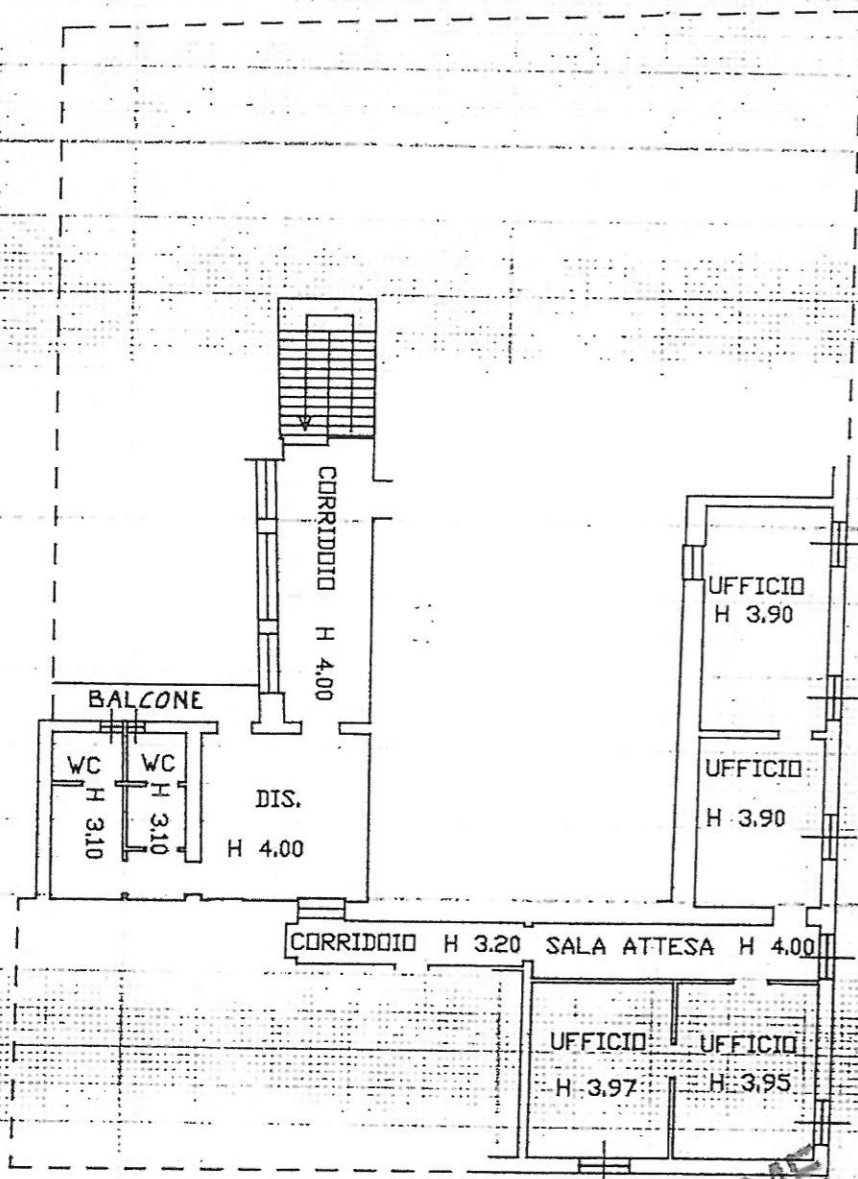 CORRIDOIO H 4.00
UFFICIO
H 3.90
BALCONE
WC
H 3.10
WC
H 3.10
DIS.
H 4.00
UFFICIO
H 3.90
CORRIDOIO H 3.20
SALA ATTESA H 4.00
UFFICIO
H 3.97
UFFICIO
H 3.95